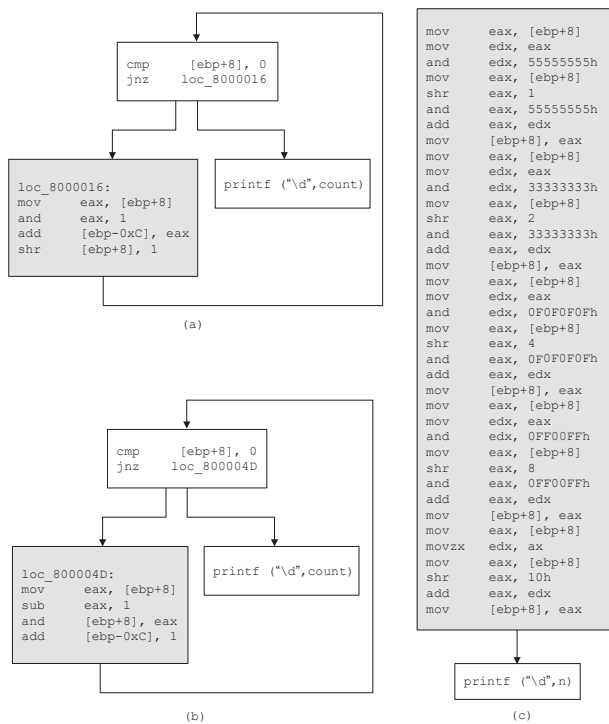 cmp [ebp+8], 0
jnz loc_8000016
loc_8000016:
mov eax, [ebp+8]
and eax, 1
add [ebp-0xC], eax
shr [ebp+8], 1
printf (“\d”,count)
(a)
cmp [ebp+8], 0
jnz loc_800004D
loc_800004D:
mov eax, [ebp+8]
sub eax, 1
and [ebp+8], eax
add [ebp-0xC], 1
printf (“\d”,count)
(b)
mov eax, [ebp+8]
mov edx, eax
and edx, 55555555h
mov eax, [ebp+8]
shr eax, 1
and eax, 55555555h
add eax, edx
mov [ebp+8], eax
mov eax, [ebp+8]
mov edx, eax
and edx, 33333333h
mov eax, [ebp+8]
shr eax, 2
and eax, 33333333h
add eax, edx
mov [ebp+8], eax
mov eax, [ebp+8]
mov edx, eax
and edx, 0F0F0F0Fh
mov eax, [ebp+8]
shr eax, 4
and eax, 0F0F0F0Fh
add eax, edx
mov [ebp+8], eax
mov eax, [ebp+8]
mov edx, eax
and edx, 0FF00FFh
mov eax, [ebp+8]
shr eax, 8
and eax, 0FF00FFh
add eax, edx
mov [ebp+8], eax
mov eax, [ebp+8]
movzx edx, ax
mov eax, [ebp+8]
shr eax, 10h
add eax, edx
mov [ebp+8], eax
printf (“\d”,n)
(c)